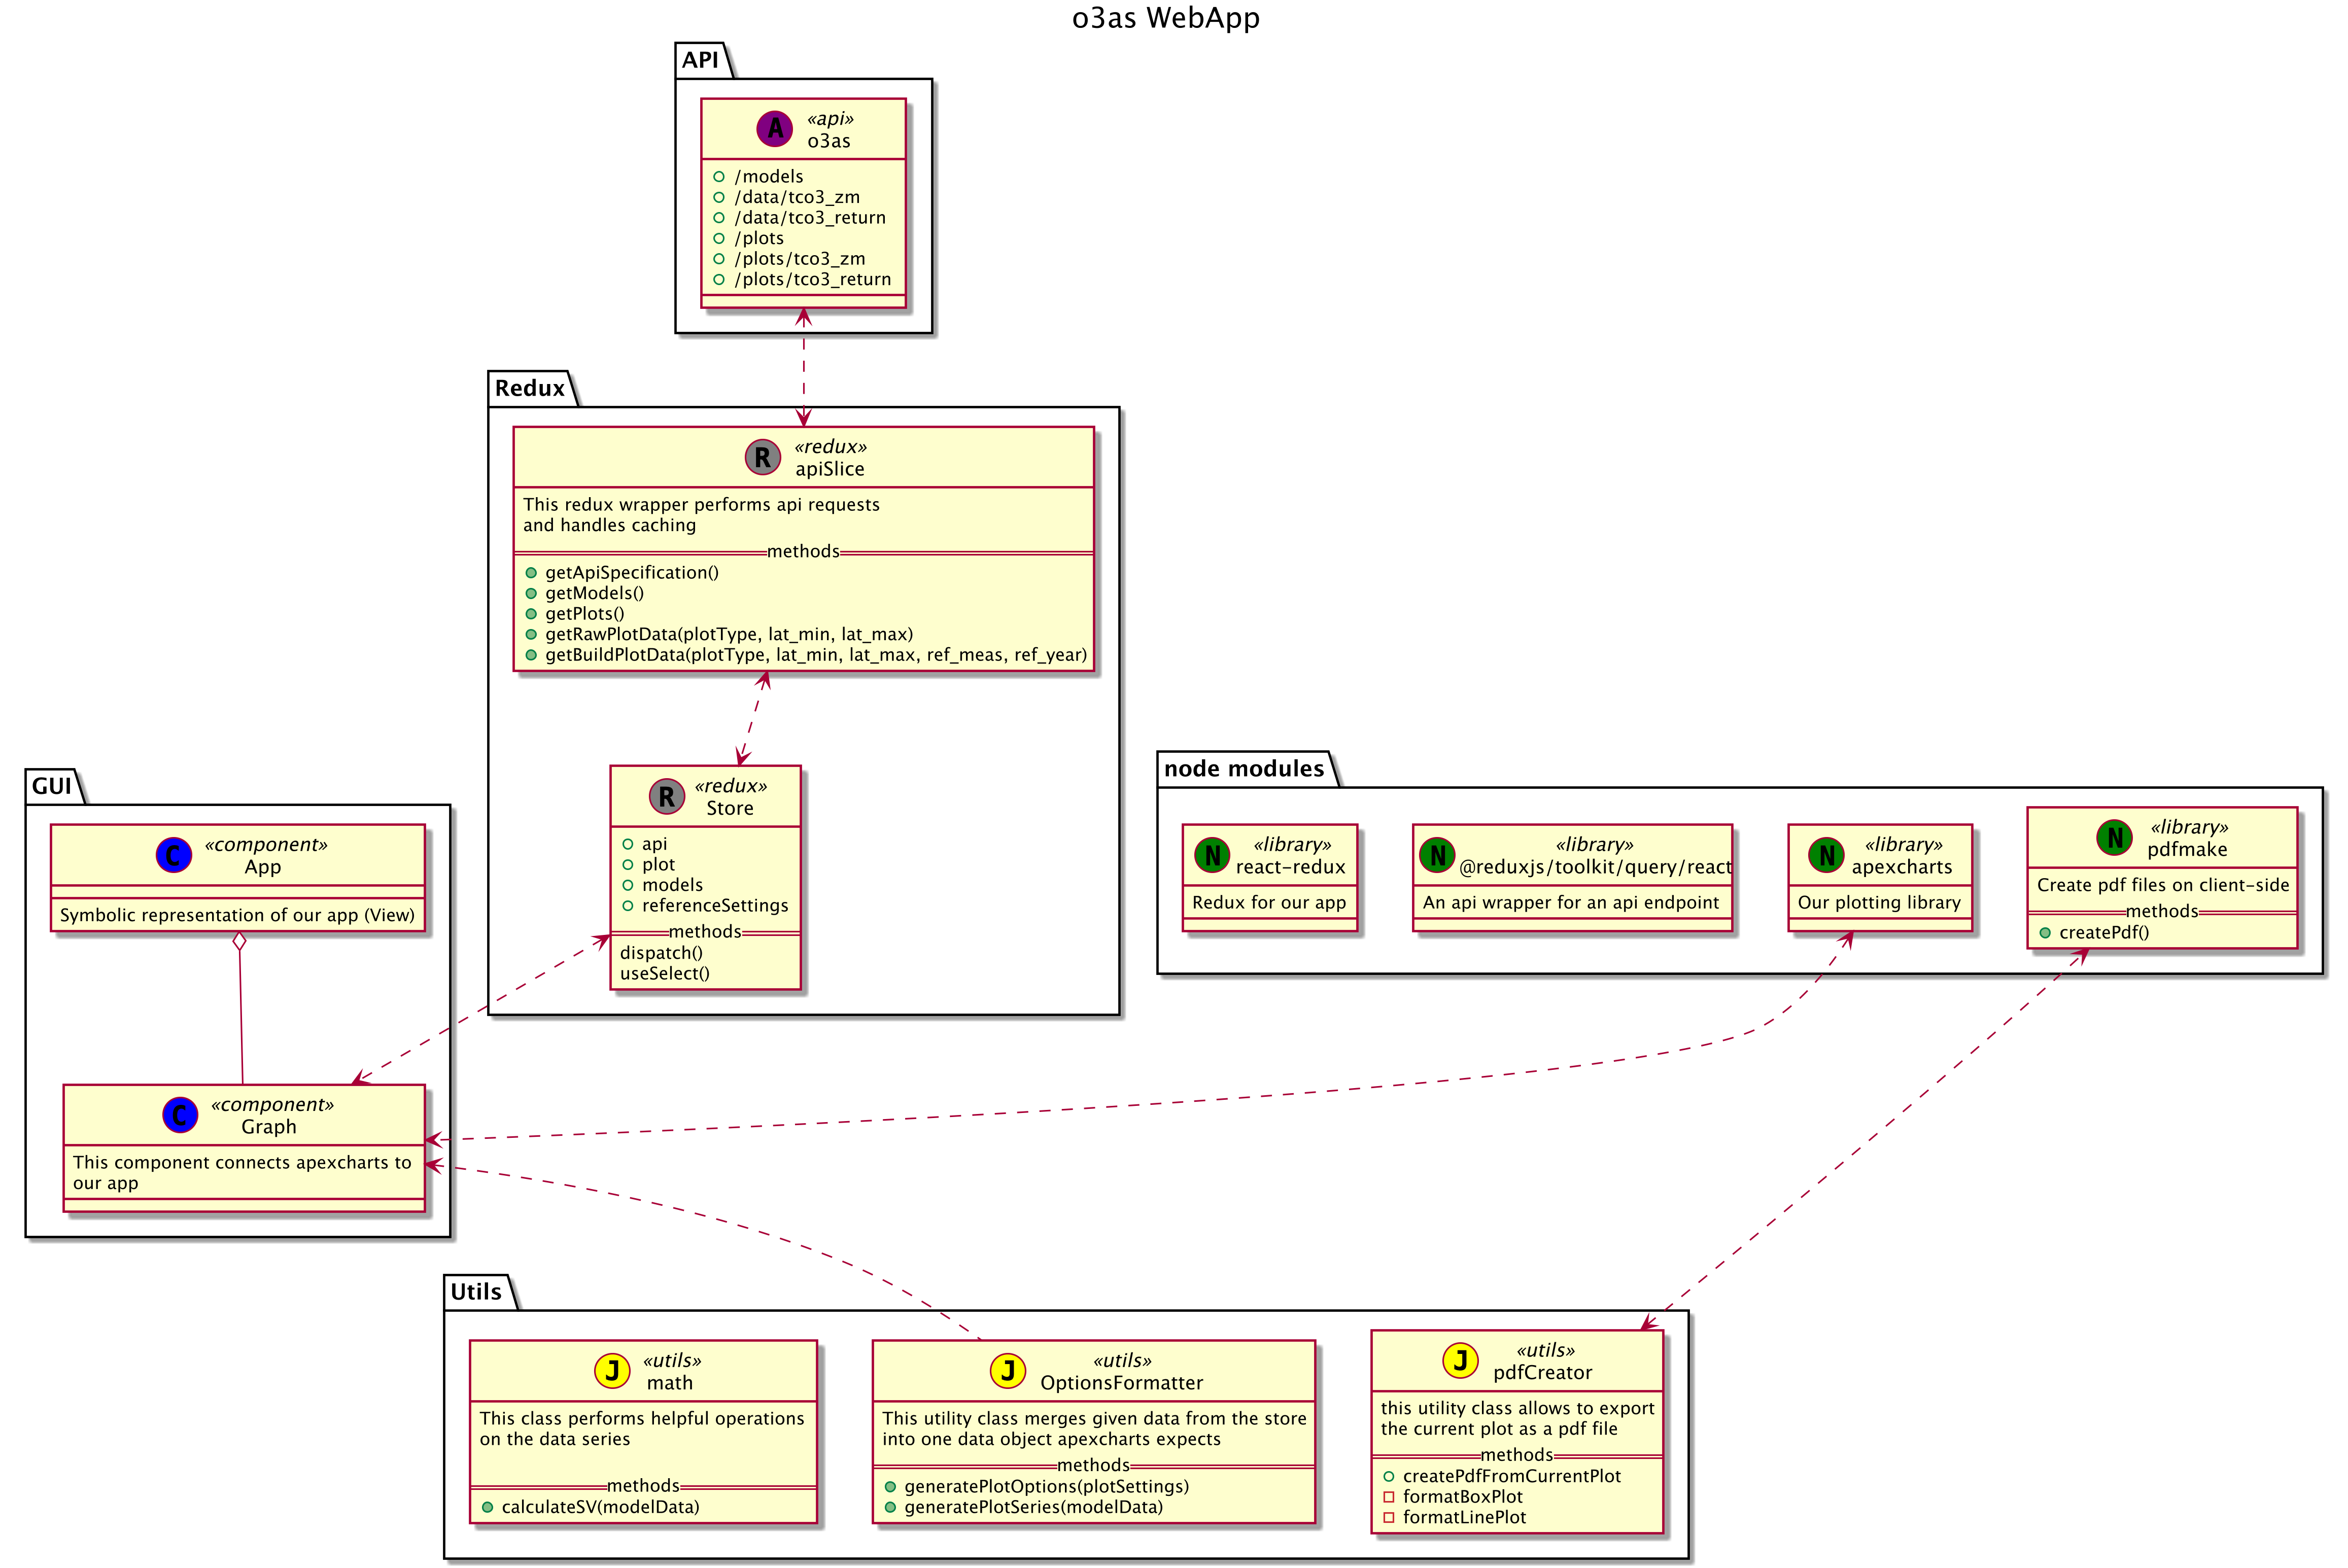 o3as WebApp
API
A
«api»
o3as
/models
/data/tco3_zm
/data/tco3_return
/plots
/plots/tco3_zm
/plots/tco3_return
Redux
R
«redux»
apiSlice
This redux wrapper performs api requests
and handles caching
methods
getApiSpecification()
getModels()
getPlots()
getRawPlotData(plotType, lat_min, lat_max)
getBuildPlotData(plotType, lat_min, lat_max, ref_meas, ref_year)
R
«redux»
Store
api
plot
models
referenceSettings
methods
dispatch()
useSelect()
GUI
C
«component»
App
Symbolic representation of our app (View)
C
«component»
Graph
This component connects apexcharts to
our app
node modules
N
«library»
react-redux
Redux for our app
N
«library»
@reduxjs/toolkit/query/react
An api wrapper for an api endpoint
N
«library»
apexcharts
Our plotting library
N
«library»
pdfmake
Create pdf files on client-side
methods
createPdf()
Utils
J
«utils»
math
This class performs helpful operations
on the data series
methods
calculateSV(modelData)
J
«utils»
OptionsFormatter
This utility class merges given data from the store
into one data object apexcharts expects
methods
generatePlotOptions(plotSettings)
generatePlotSeries(modelData)
J
«utils»
pdfCreator
this utility class allows to export
the current plot as a pdf file
methods
createPdfFromCurrentPlot
formatBoxPlot
formatLinePlot